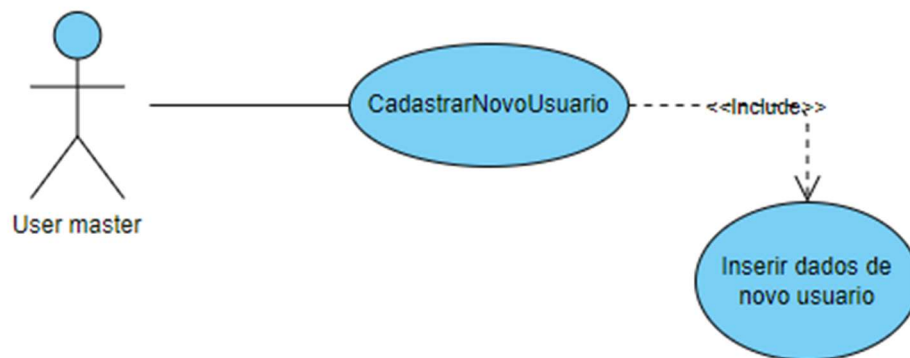 CadastrarNovoUsuario
<<Include>>
User master
Inserir dados de
novo usuario